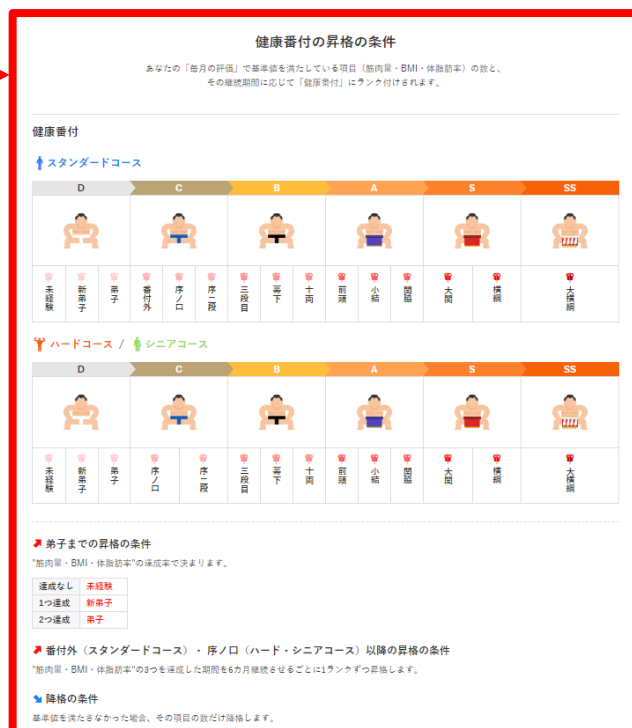 健康番付の昇格の条件
あなたの「毎月の評価」で基準値を満たしている項目（筋肉量・BMI・体脂肪率）の数と、
その継続期間に応じて「健康番付」にランク付けされます。
健康番付
スタンダードコース
D C B A S SS
未経験 新弟子 弟子 番付外 序ノ口 序二段 三段目 幕下 十両 前頭 小結 関脇 大関 横綱 大横綱
ハードコース / シニアコース
D C B A S SS
未経験 新弟子 弟子 序ノ口 序二段 三段目 幕下 十両 前頭 小結 関脇 大関 横綱 大横綱
弟子までの昇格の条件
"筋肉量・BMI・体脂肪率"の達成率で決まります。
達成なし 未経験
1つ達成 新弟子
2つ達成 弟子
番付外（スタンダードコース）・ 序ノ口（ハード・シニアコース）以降の昇格の条件
"筋肉量・BMI・体脂肪率"の3つを達成した期間を6カ月継続させるごとに1ランクずつ昇格します。
降格の条件
基準値を満たさなかった場合、その項目の数だけ降格します。